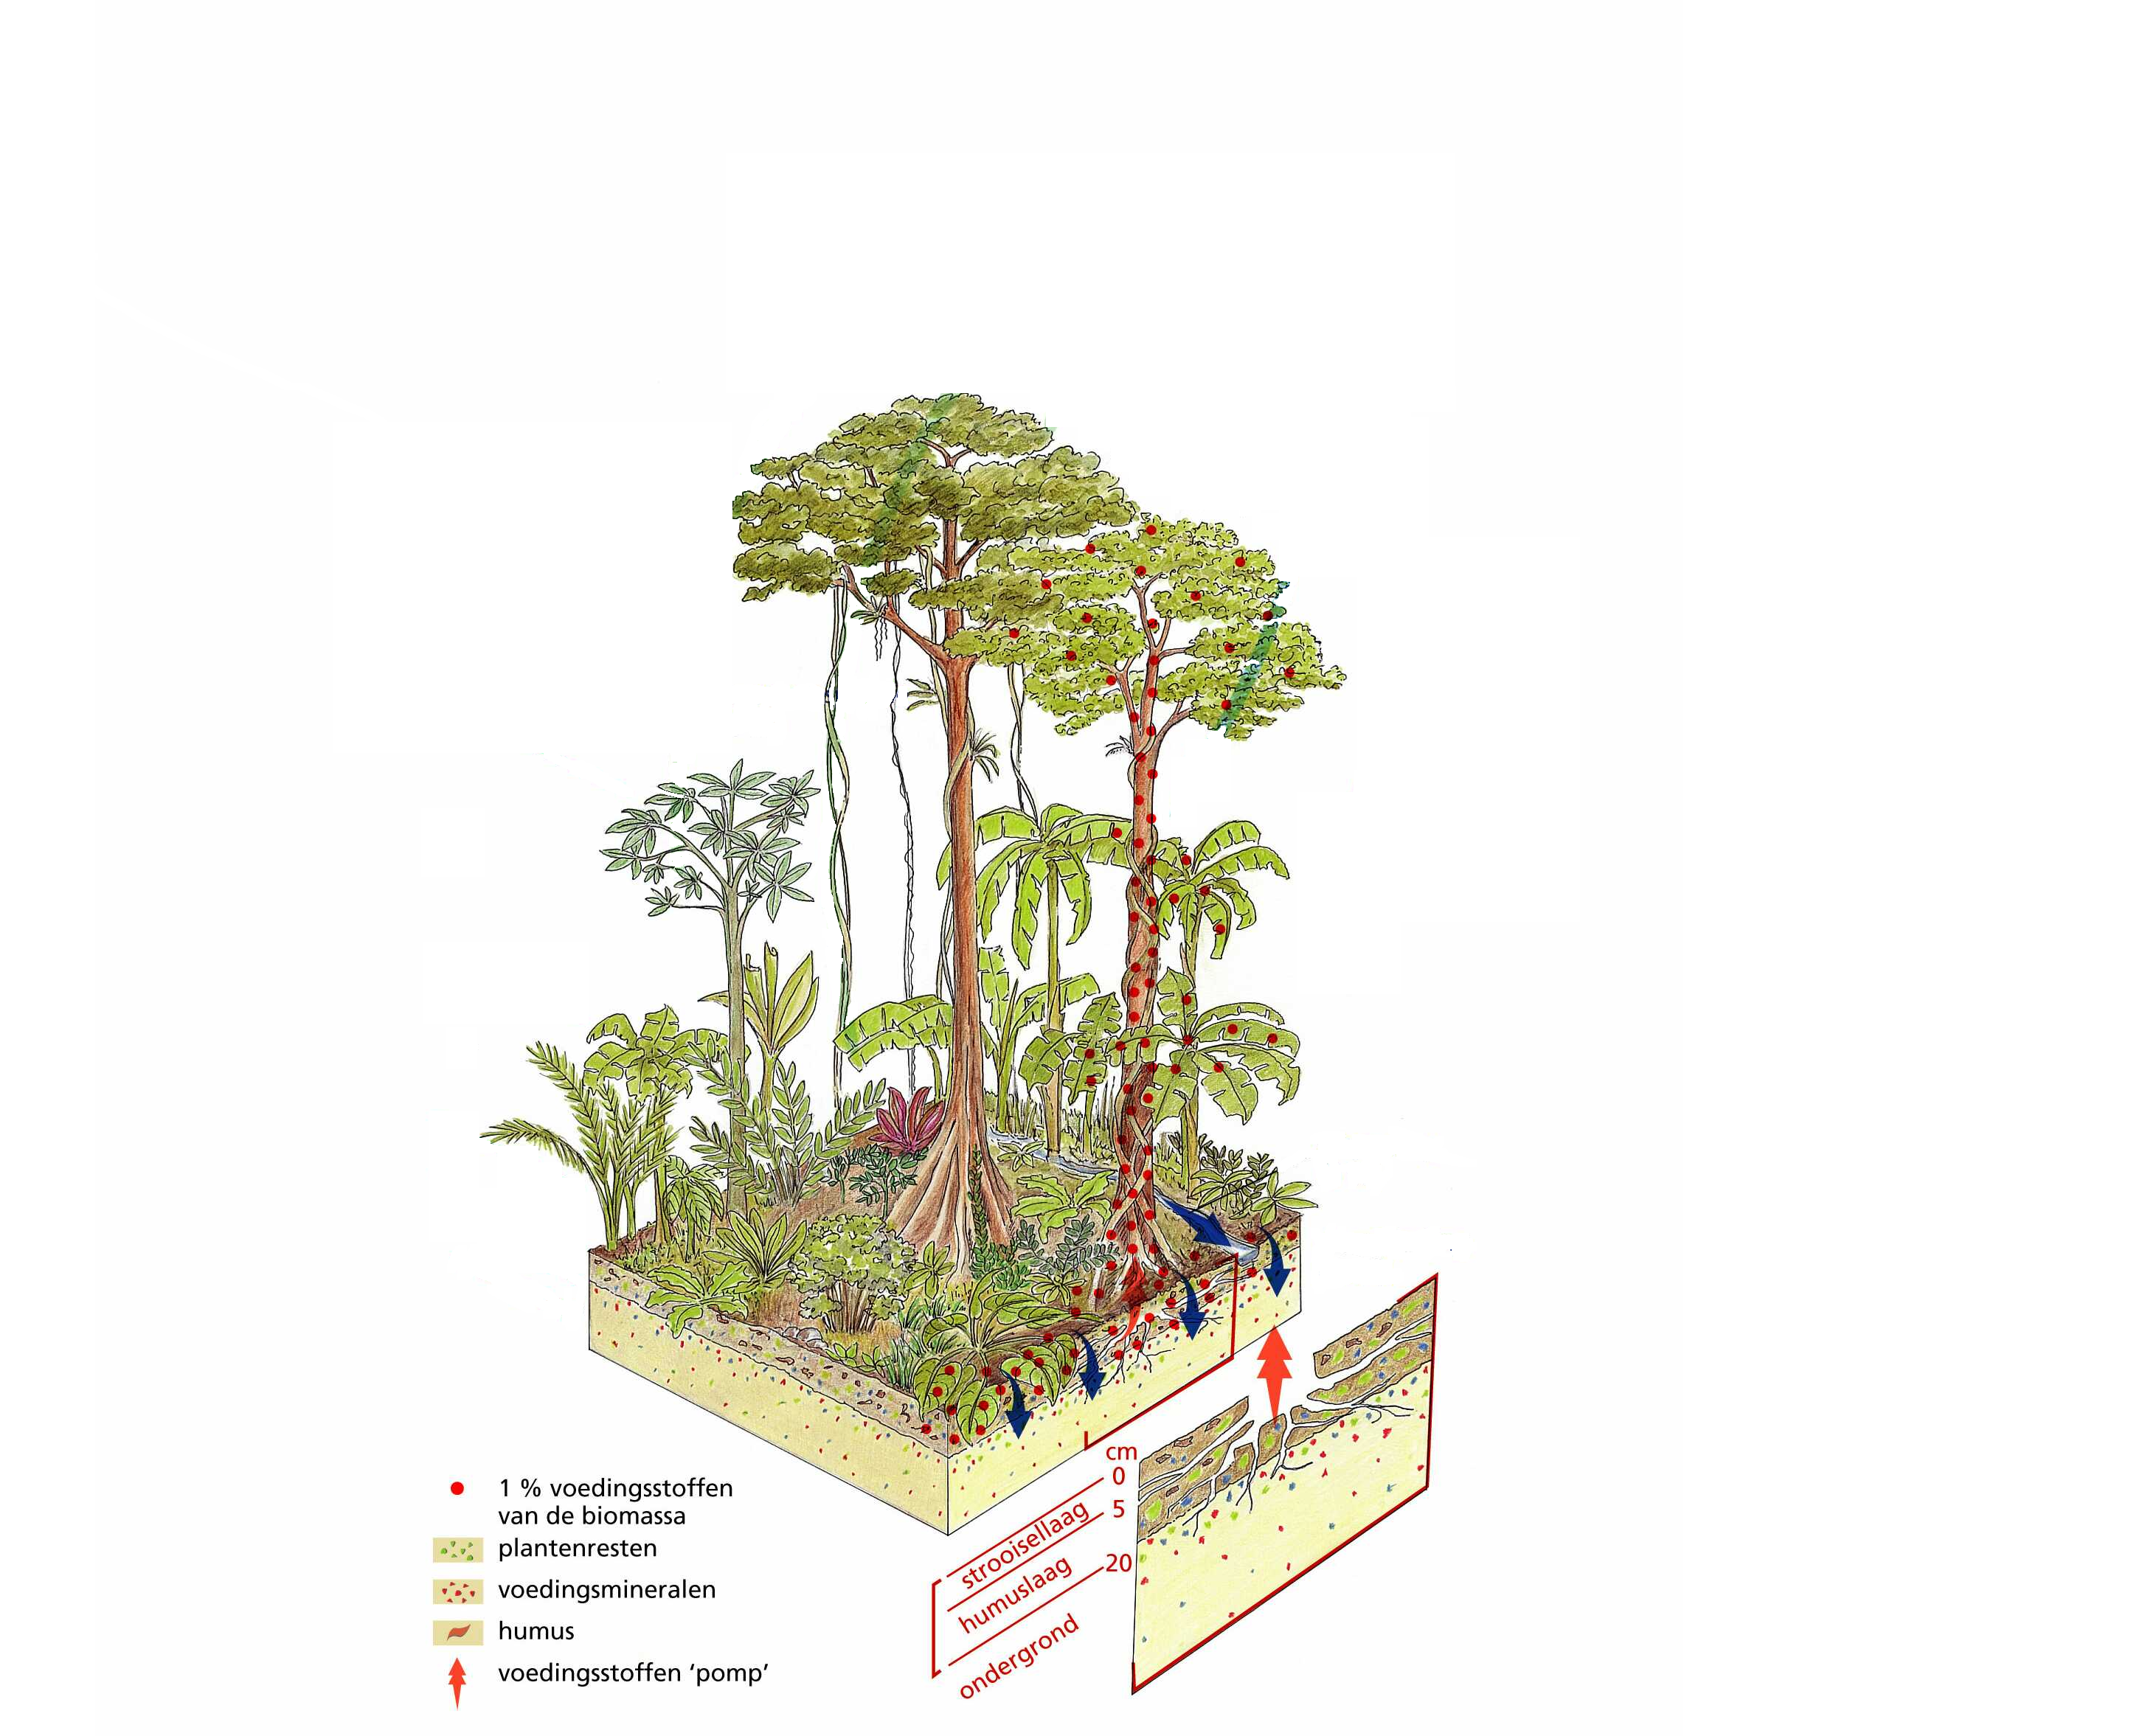 1 % voedingsstoffen
van de biomassa
plantenresten
voedingsmineralen
humus
voedingsstoffen ‘pomp’
cm
0
5
20
strooisellaag
humuslaag
ondergrond